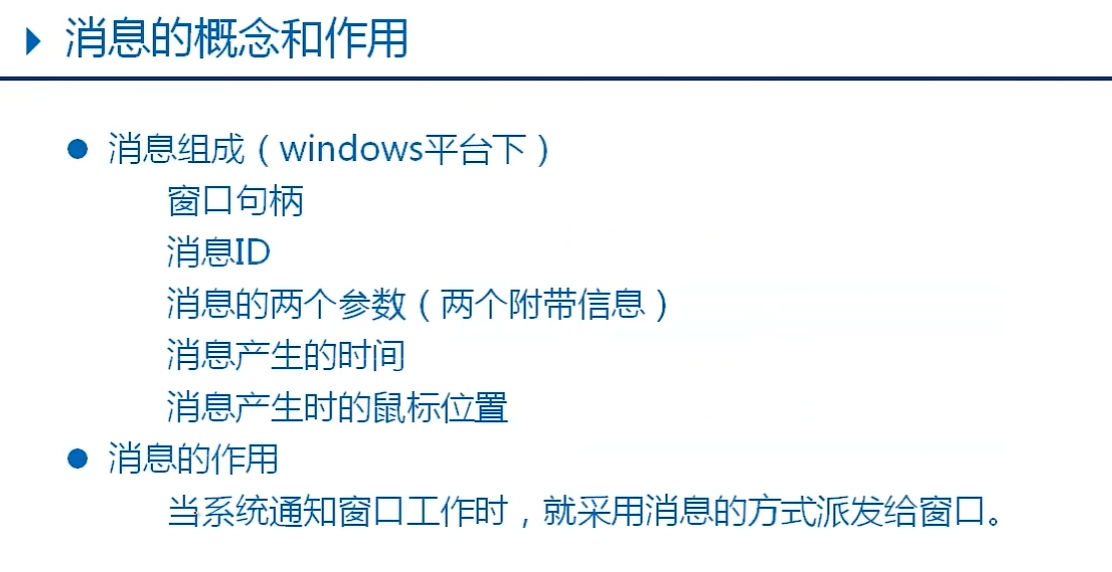 消息的概念和作用
消息组成（windows平台下）
窗口句柄
消息ID
消息的两个参数（两个附带信息）
消息产生的时间
消息产生时的鼠标位置
消息的作用
当系统通知窗口工作时，就采用消息的方式派发给窗口。